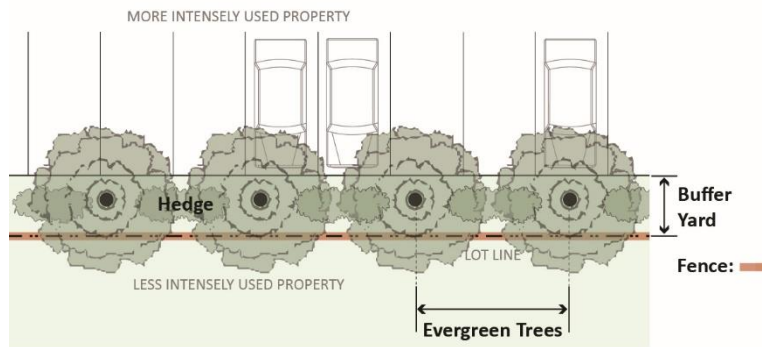 MORE INTENSELY USED PROPERTY
Hedge
Buffer
Yard
LOT LINE
Fence:
LESS INTENSELY USED PROPERTY
Evergreen Trees